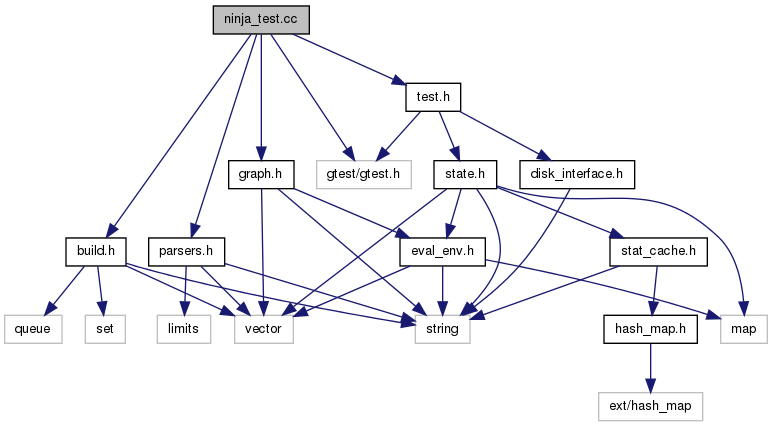 ninja_test.cc
test.h
graph.h
gtest/gtest.h
state.h
disk_interface.h
build.h
parsers.h
eval_env.h
stat_cache.h
queue
set
limits
vector
string
hash_map.h
map
ext/hash_map